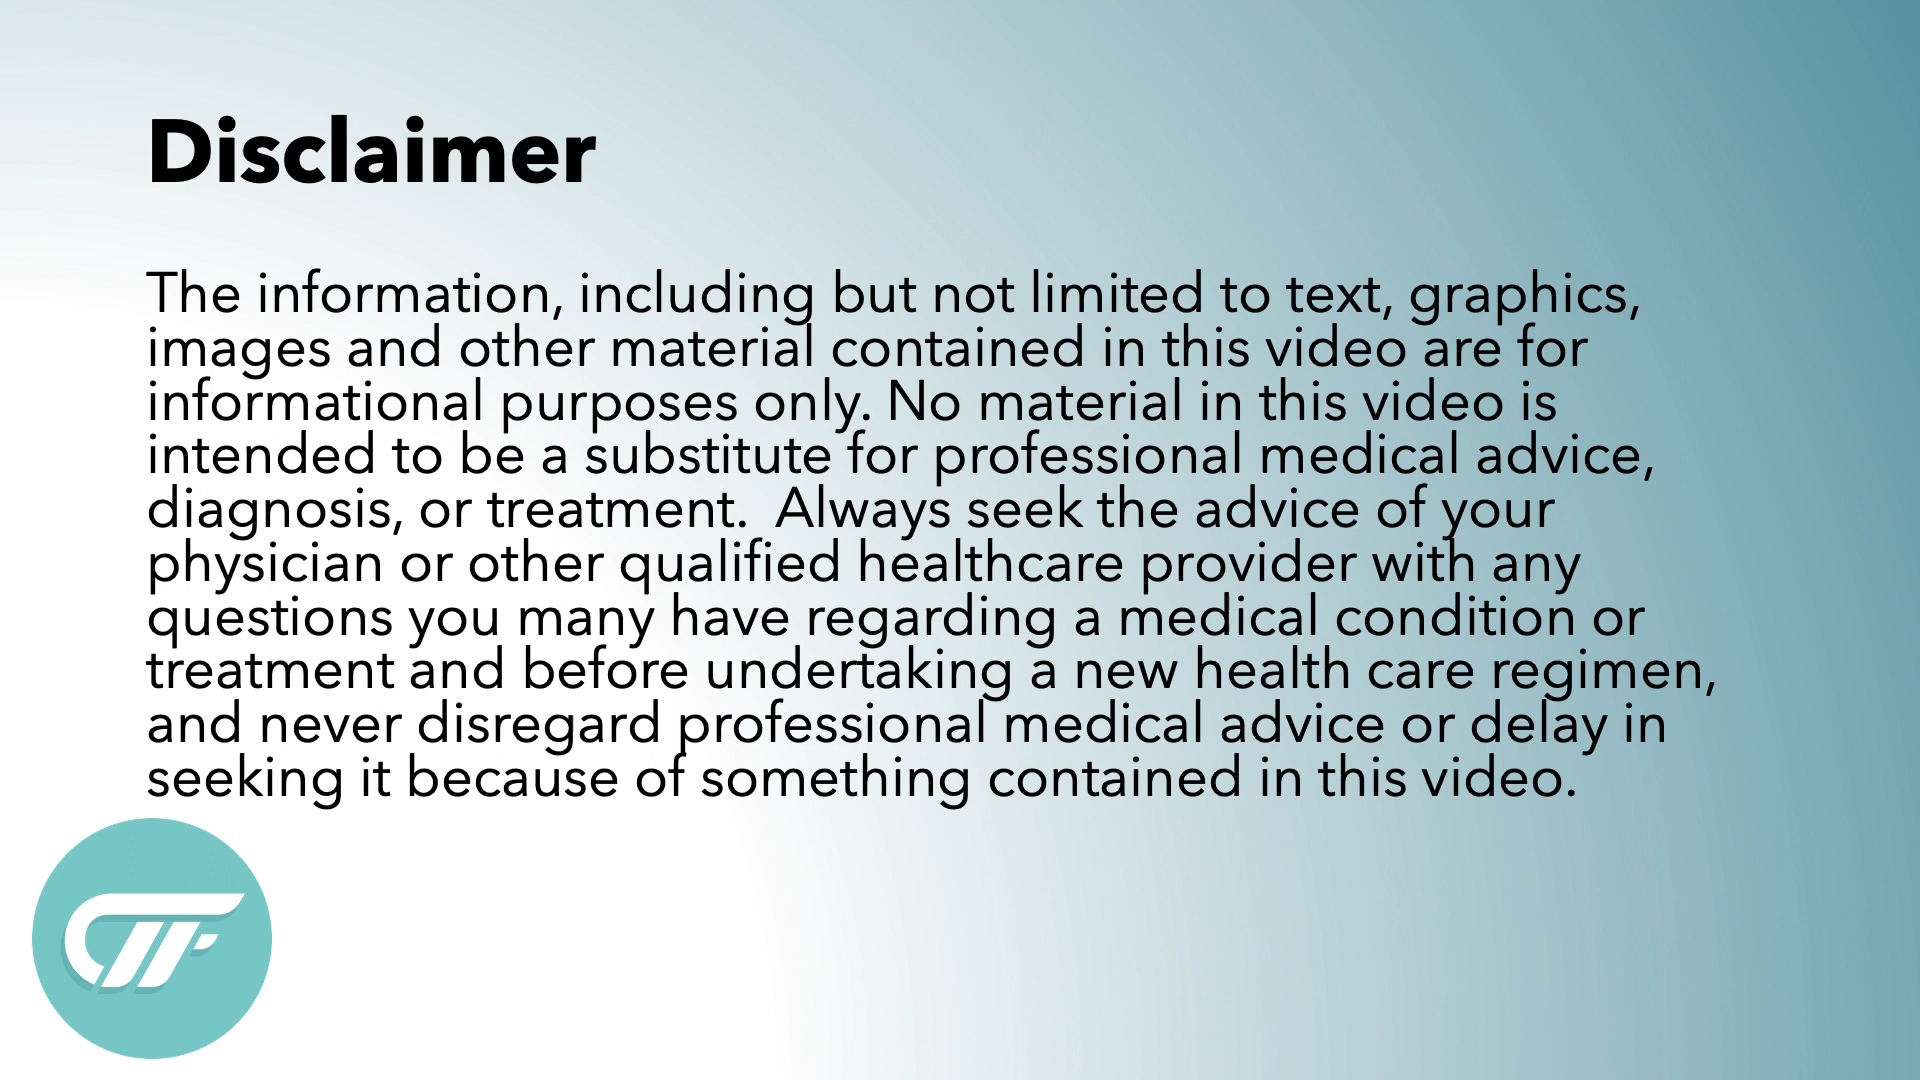 Disclaimer
The information, including but not limited to text, graphics,
images and other material contained in this video are for
informational purposes only. No material in this video is
intended to be a substitute for professional medical advice,
diagnosis, or treatment.  Always seek the advice of your
physician or other qualified healthcare provider with any
questions you many have regarding a medical condition or
treatment and before undertaking a new health care regimen,
and never disregard professional medical advice or delay in
seeking it because of something contained in this video.